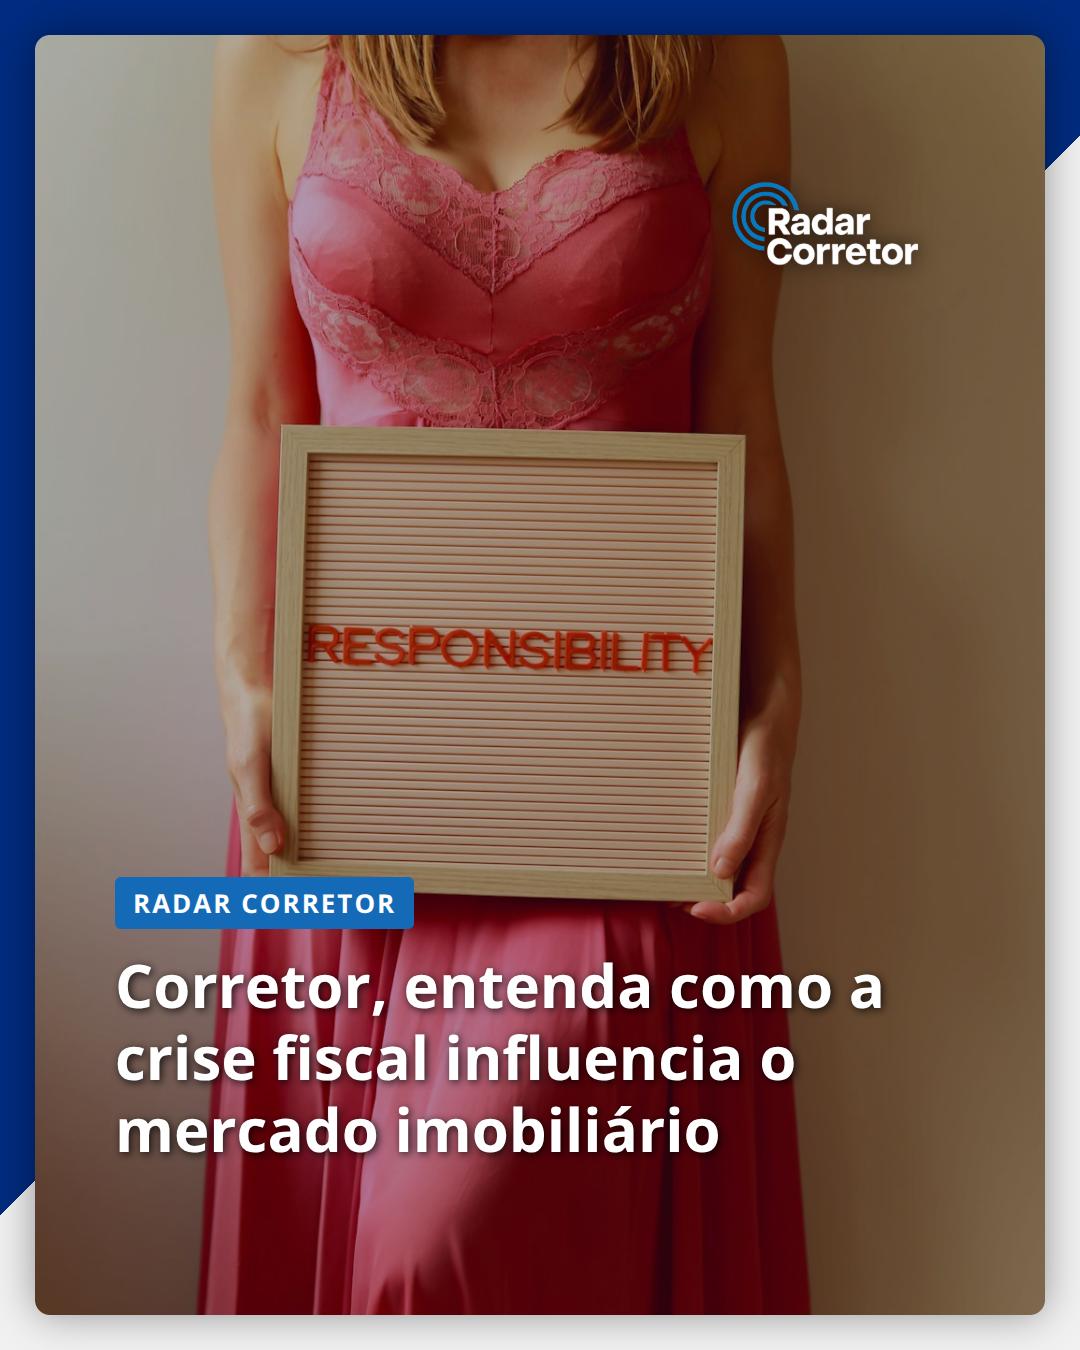 Radar
Corretor
RESPONSIBILITY
RADAR CORRETOR
Corretor, entenda como a
crise fiscal influencia o
mercado imobiliário